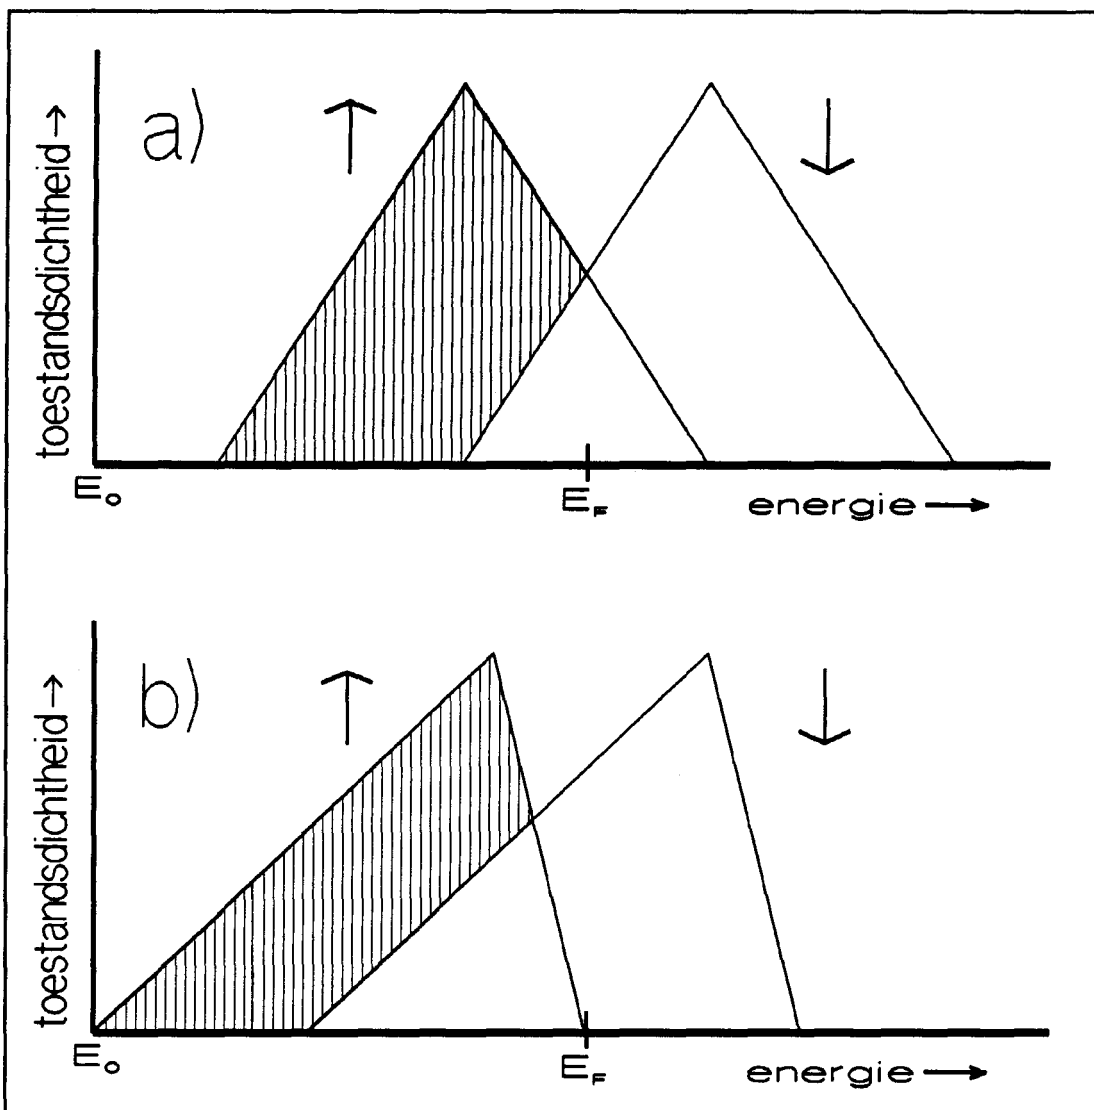 a)
↑
↓
toestandsdichtheid →
E₀
E_F
energie →
b)
↑
↓
toestandsdichtheid →
E₀
E_F
energie →